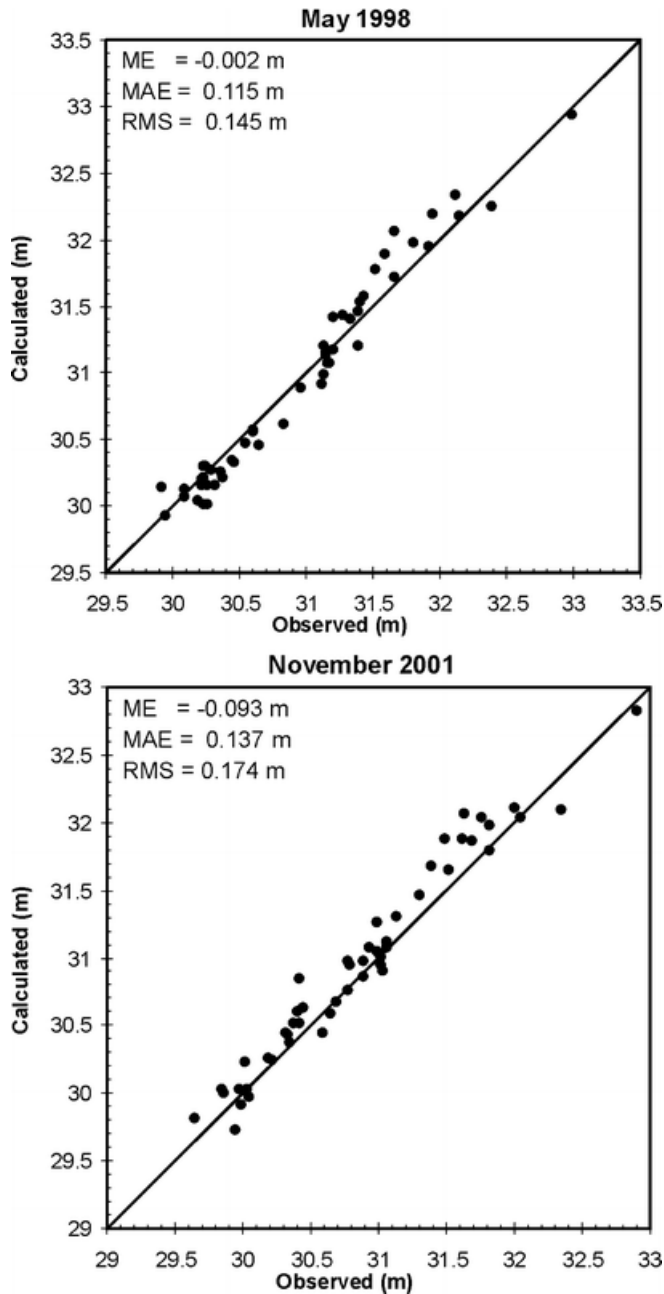 May 1998
33.5
ME = -0.002 m
33
MAE = 0.115 m
RMS = 0.145 m
32.5
32
Calculated (m)
31.5
31
30.5
30
29.5
29.5 30 30.5 31 31.5 32 32.5 33 33.5
Observed (m)
November 2001
33
ME = -0.093 m
MAE = 0.137 m
32.5
RMS = 0.174 m
32
31.5
Calculated (m)
31
30.5
30
29.5
29
29 29.5 30 30.5 31 31.5 32 32.5 33
Observed (m)